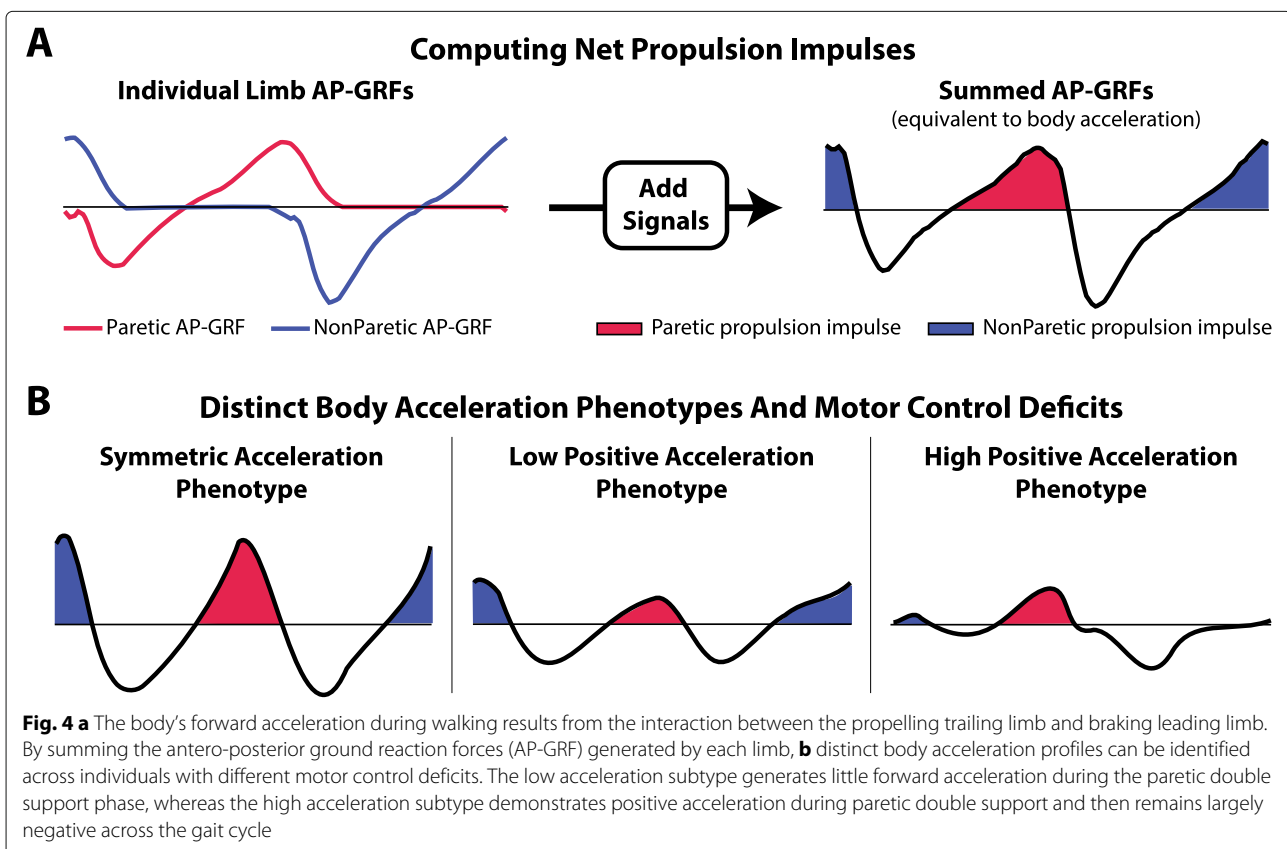 A
Computing Net Propulsion Impulses
Individual Limb AP-GRFs
Summed AP-GRFs
(equivalent to body acceleration)
Add
Signals
Paretic AP-GRF
NonParetic AP-GRF
Paretic propulsion impulse
NonParetic propulsion impulse
B
Distinct Body Acceleration Phenotypes And Motor Control Deficits
Symmetric Acceleration
Phenotype
Low Positive Acceleration
Phenotype
High Positive Acceleration
Phenotype
Fig. 4 a The body's forward acceleration during walking results from the interaction between the propelling trailing limb and braking leading limb.
By summing the antero-posterior ground reaction forces (AP-GRF) generated by each limb, b distinct body acceleration profiles can be identified
across individuals with different motor control deficits. The low acceleration subtype generates little forward acceleration during the paretic double
support phase, whereas the high acceleration subtype demonstrates positive acceleration during paretic double support and then remains largely
negative across the gait cycle